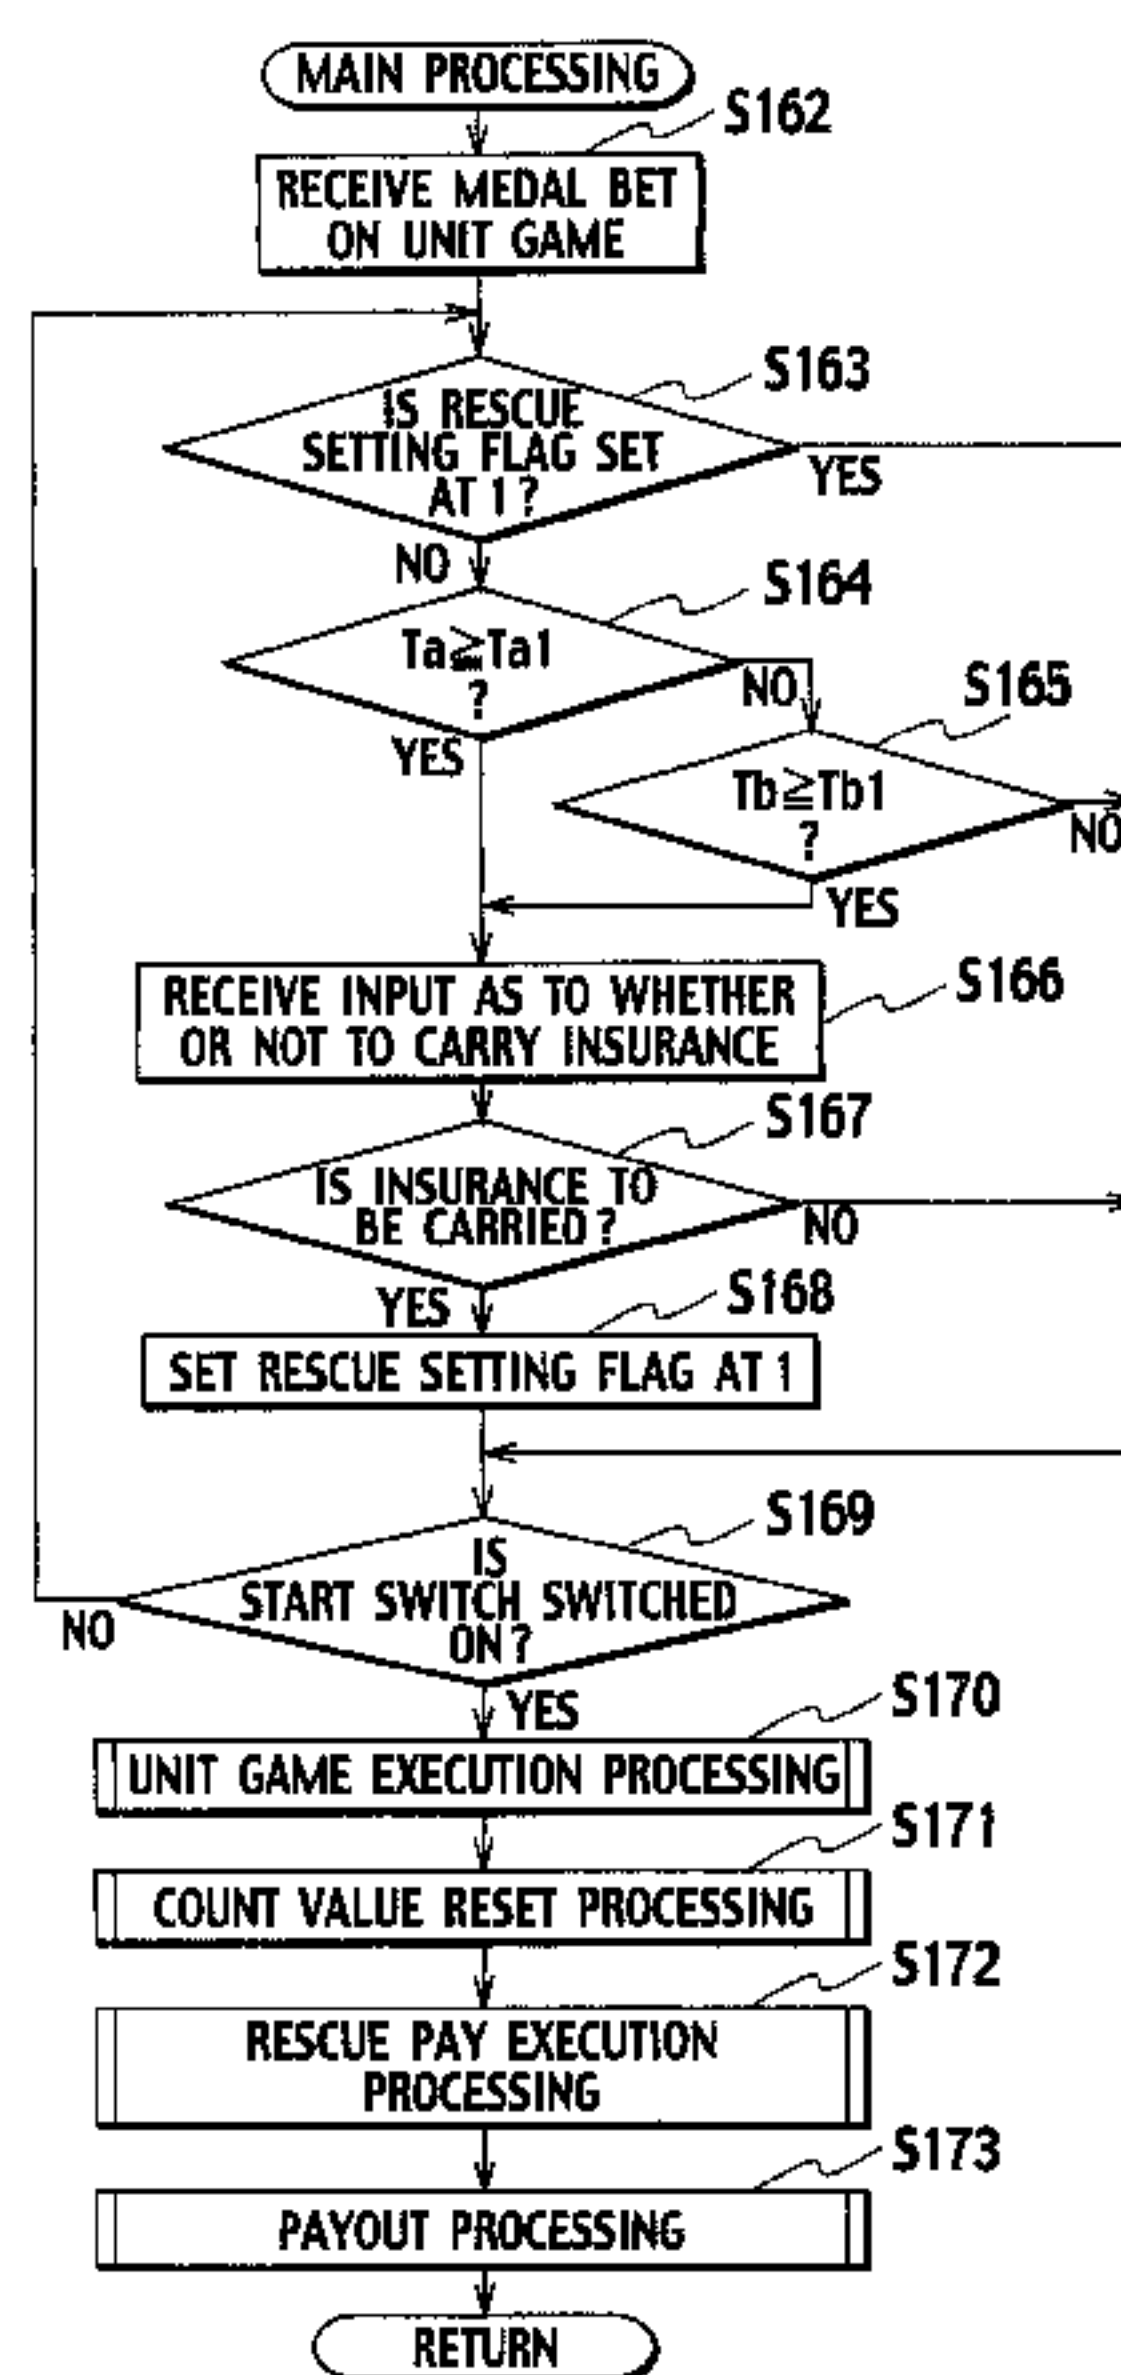 MAIN PROCESSING
S162
RECEIVE MEDAL BET
ON UNIT GAME
S163
IS RESCUE
SETTING FLAG SET
AT 1?
YES
NO
S164
Ta≧Ta1
?
NO
YES
S165
Tb≧Tb1
?
NO
YES
S166
RECEIVE INPUT AS TO WHETHER
OR NOT TO CARRY INSURANCE
S167
IS INSURANCE TO
BE CARRIED?
NO
YES
S168
SET RESCUE SETTING FLAG AT 1
S169
IS
START SWITCH SWITCHED
ON?
NO
YES
S170
UNIT GAME EXECUTION PROCESSING
S171
COUNT VALUE RESET PROCESSING
S172
RESCUE PAY EXECUTION
PROCESSING
S173
PAYOUT PROCESSING
RETURN